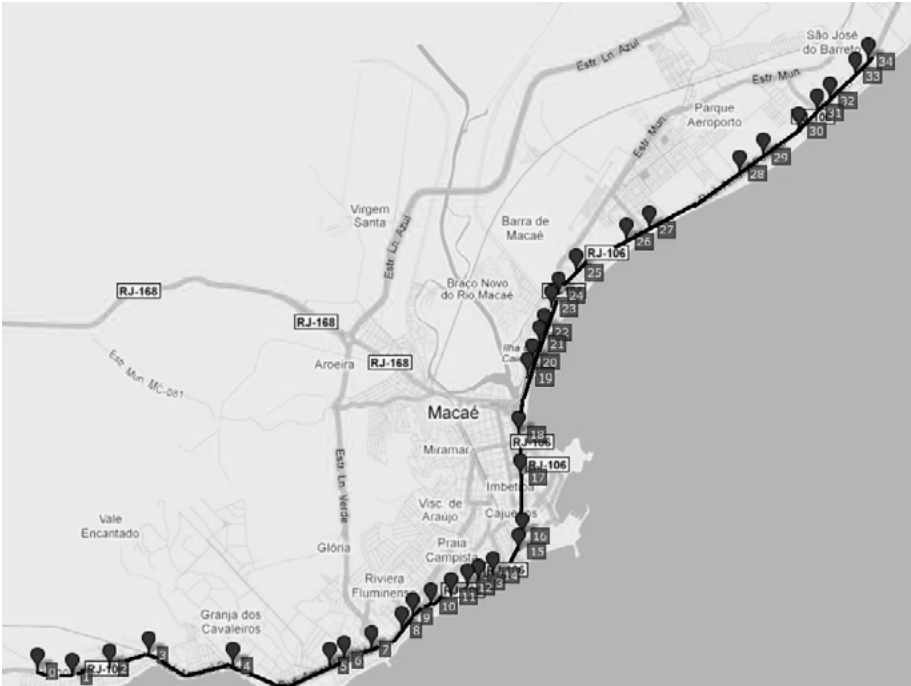 São José
do Barreto
34
33
Estr. Ln. Azul
Estr. Mun.
32
31
Parque
Aeroporto
30
Estr. Mun.
29
28
Virgem
Santa
Estr. Ln. Azul
Barra de
Macaé
27
26
RJ-106
25
Braço Novo
do Rio Macaé
24
23
RJ-168
RJ-168
22
21
Ilha
20
19
Aroeira
RJ-168
Estr. Mun. MC-081
Macaé
18
RJ-106
Miramar
RJ-106
17
Estr. Ln. Verde
Imbetiba
Visc. de
Araújo
Cajueiros
Vale
Encantado
16
15
Glória
Praia
Campista
14
13
12
11
10
9
8
Riviera
Fluminense
Granja dos
Cavaleiros
7
6
5
4
3
2
1
0